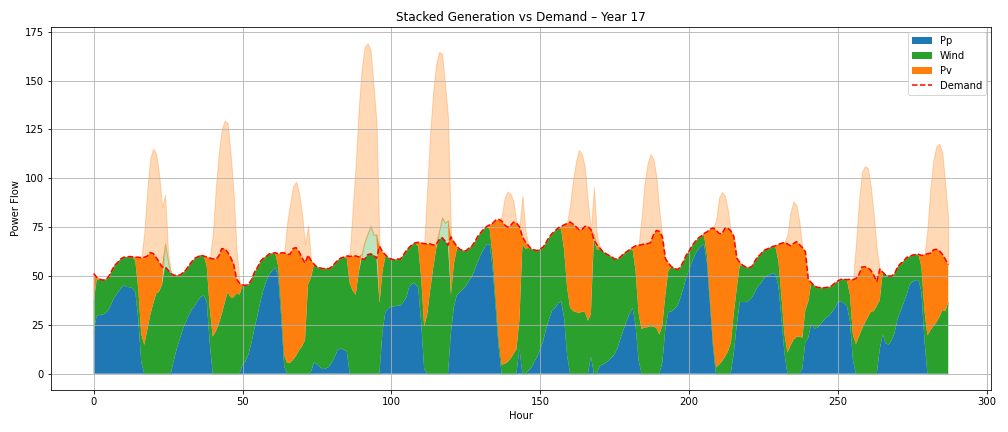 Stacked Generation vs Demand – Year 17
Power Flow
175
150
125
100
75
50
25
0
Pp
Wind
Pv
Demand
0
50
100
150
200
250
300
Hour